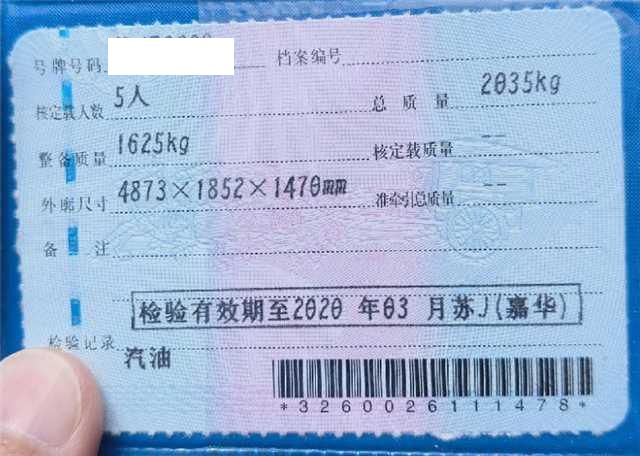 号牌号码 档案编号
核定载人数 5人 总质量 2035kg
整备质量 1625kg 核定载质量 --
外廓尺寸 4873×1852×1470mm 准牵引总质量 --
备注
检验有效期至2020年03月苏J(嘉华)
检验记录
汽油
*3260026111478*